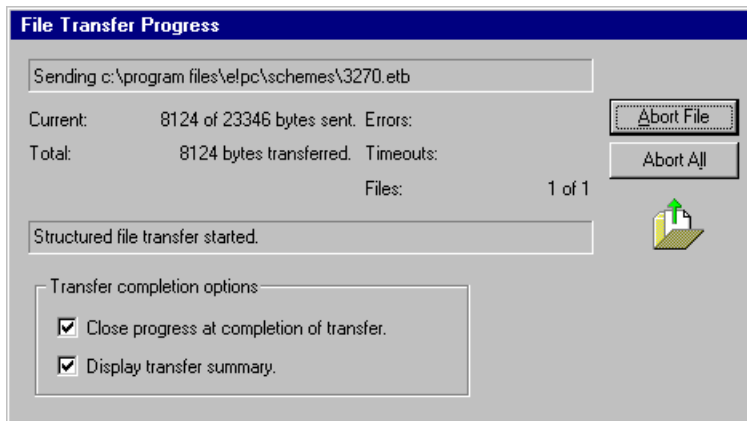 File Transfer Progress
Sending c:\program files\e!pc\schemes\3270.etb
Current: 8124 of 23346 bytes sent. Errors:
Abort File
Total: 8124 bytes transferred. Timeouts:
Abort All
Files: 1 of 1
Structured file transfer started.
Transfer completion options
Close progress at completion of transfer.
Display transfer summary.